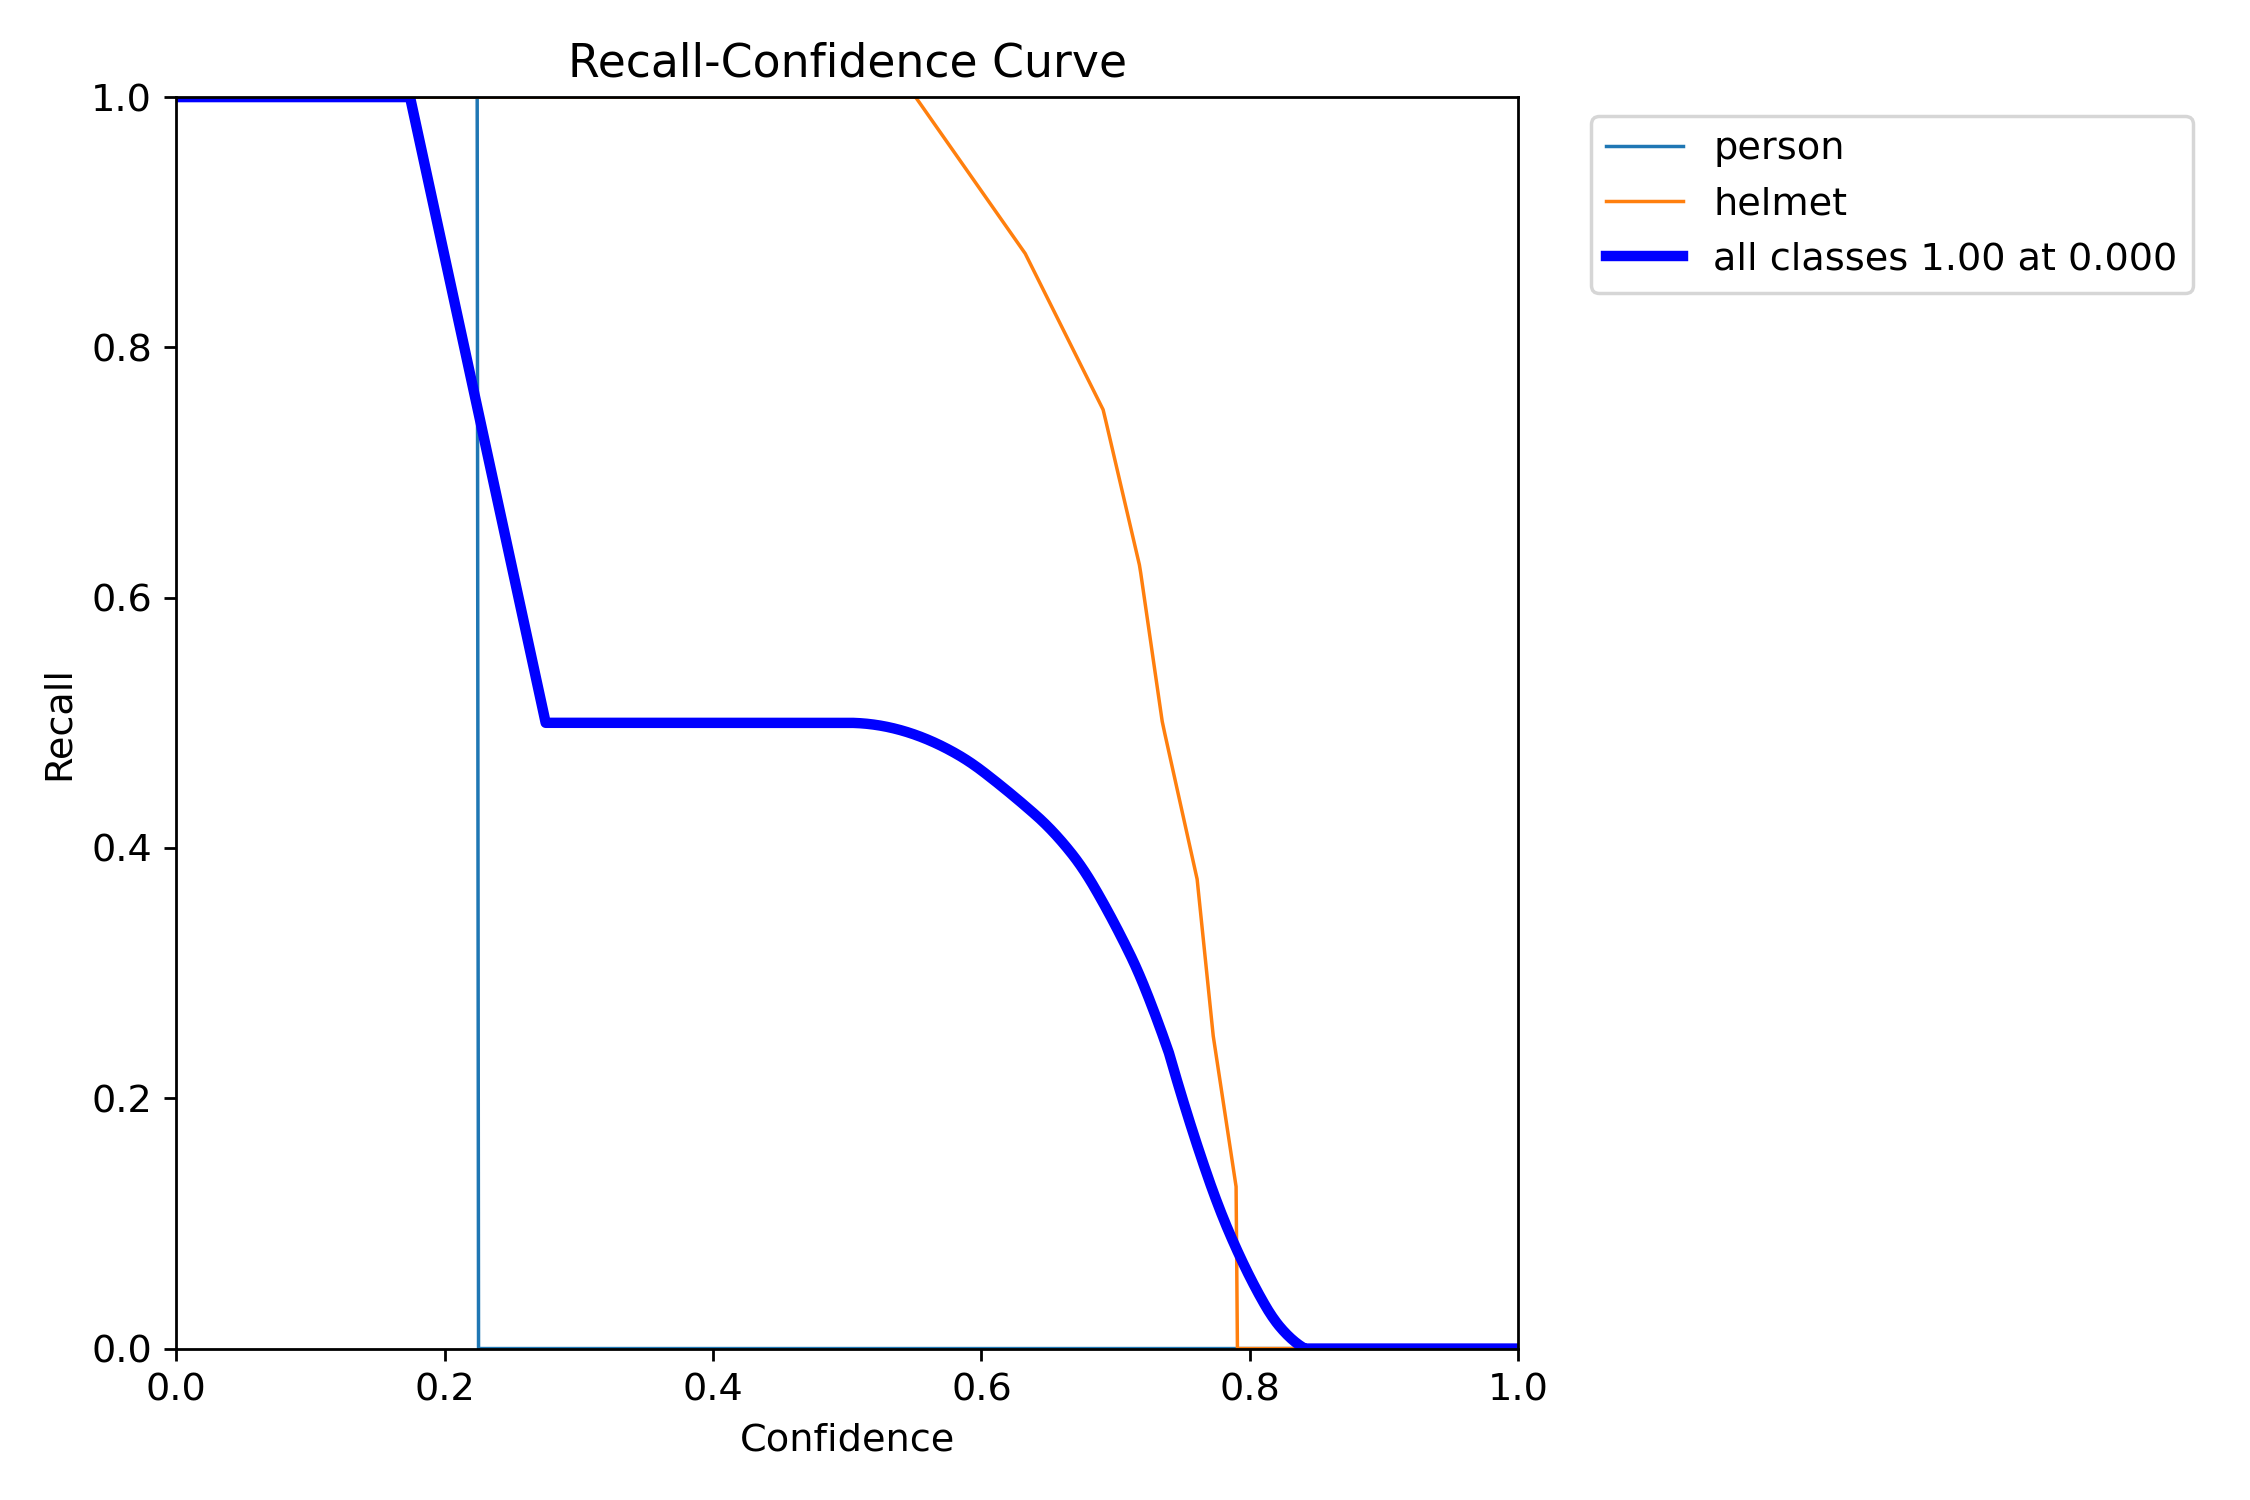 Recall-Confidence Curve
1.0
0.8
0.6
0.4
0.2
0.0
Recall
0.0 0.2 0.4 0.6 0.8 1.0
Confidence
person
helmet
all classes 1.00 at 0.000